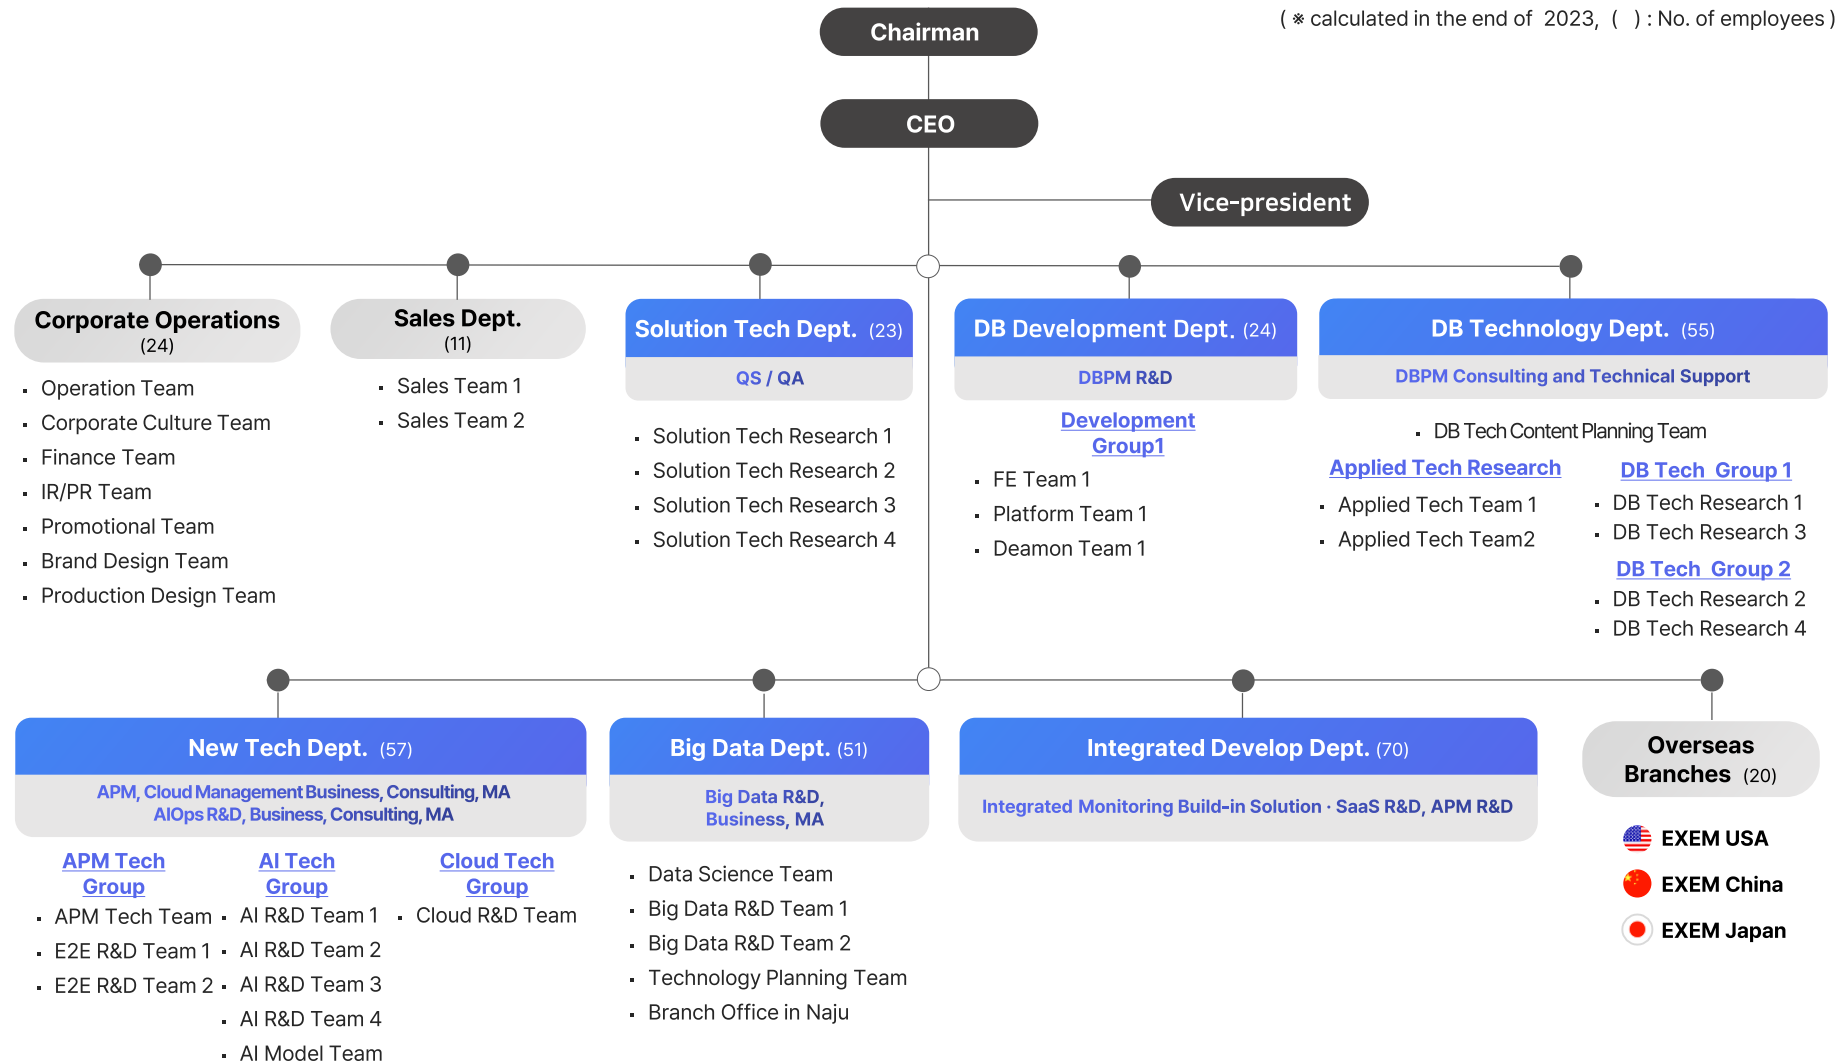 ( ※ calculated in the end of 2023, ( ) : No. of employees )
Chairman
CEO
Vice-president
Corporate Operations
(24)
· Operation Team
· Corporate Culture Team
· Finance Team
· IR/PR Team
· Promotional Team
· Brand Design Team
· Production Design Team
Sales Dept.
(11)
· Sales Team 1
· Sales Team 2
Solution Tech Dept. (23)
QS / QA
· Solution Tech Research 1
· Solution Tech Research 2
· Solution Tech Research 3
· Solution Tech Research 4
DB Development Dept. (24)
DBPM R&D
Development
Group1
· FE Team 1
· Platform Team 1
· Deamon Team 1
DB Technology Dept. (55)
DBPM Consulting and Technical Support
· DB Tech Content Planning Team
Applied Tech Research
· Applied Tech Team 1
· Applied Tech Team2
DB Tech Group 1
· DB Tech Research 1
· DB Tech Research 3
DB Tech Group 2
· DB Tech Research 2
· DB Tech Research 4
New Tech Dept. (57)
APM, Cloud Management Business, Consulting, MA
AIOps R&D, Business, Consulting, MA
APM Tech
Group
· APM Tech Team
· E2E R&D Team 1
· E2E R&D Team 2
AI Tech
Group
· AI R&D Team 1
· AI R&D Team 2
· AI R&D Team 3
· AI R&D Team 4
· AI Model Team
Cloud Tech
Group
· Cloud R&D Team
Big Data Dept. (51)
Big Data R&D,
Business, MA
· Data Science Team
· Big Data R&D Team 1
· Big Data R&D Team 2
· Technology Planning Team
· Branch Office in Naju
Integrated Develop Dept. (70)
Integrated Monitoring Build-in Solution · SaaS R&D, APM R&D
Overseas
Branches (20)
EXEM USA
EXEM China
EXEM Japan